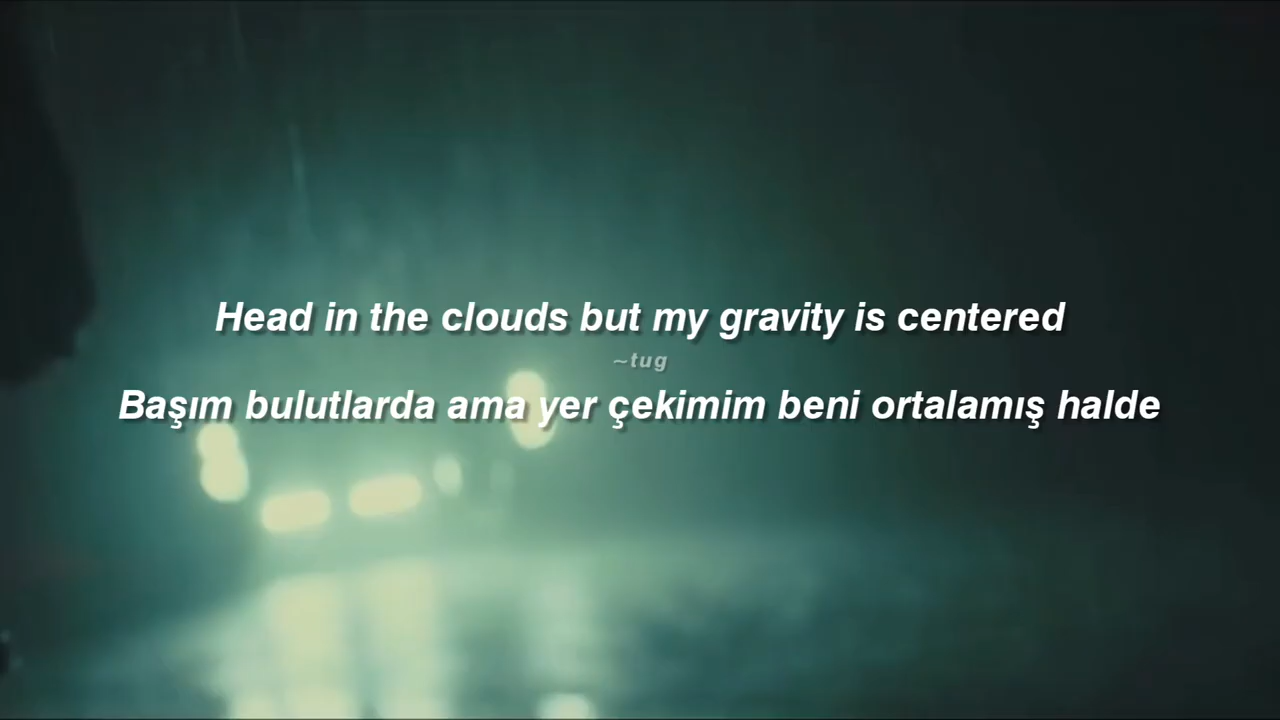 Head in the clouds but my gravity is centered
~tug
Başım bulutlarda ama yer çekimim beni ortalamış halde